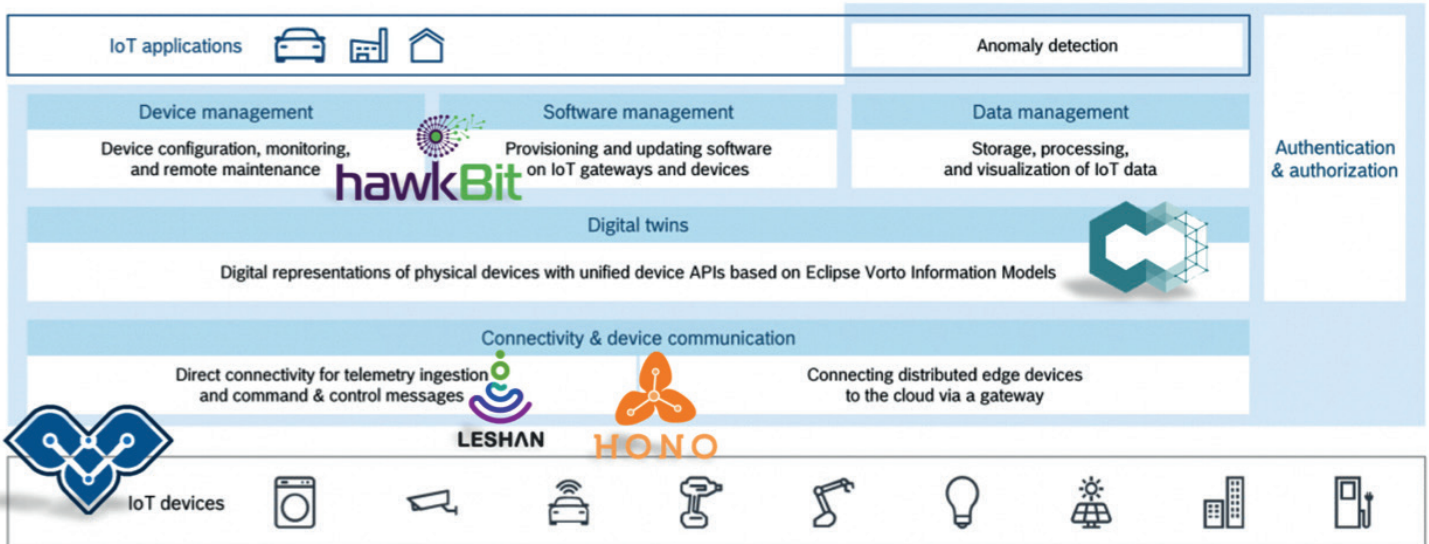 IoT applications
Anomaly detection
Device management
Software management
Data management
Device configuration, monitoring,
and remote maintenance
hawkBit
Provisioning and updating software
on IoT gateways and devices
Storage, processing,
and visualization of IoT data
Authentication
& authorization
Digital twins
Digital representations of physical devices with unified device APIs based on Eclipse Vorto Information Models
Connectivity & device communication
Direct connectivity for telemetry ingestion
and command & control messages
Connecting distributed edge devices
to the cloud via a gateway
LESHAN
HONO
IoT devices